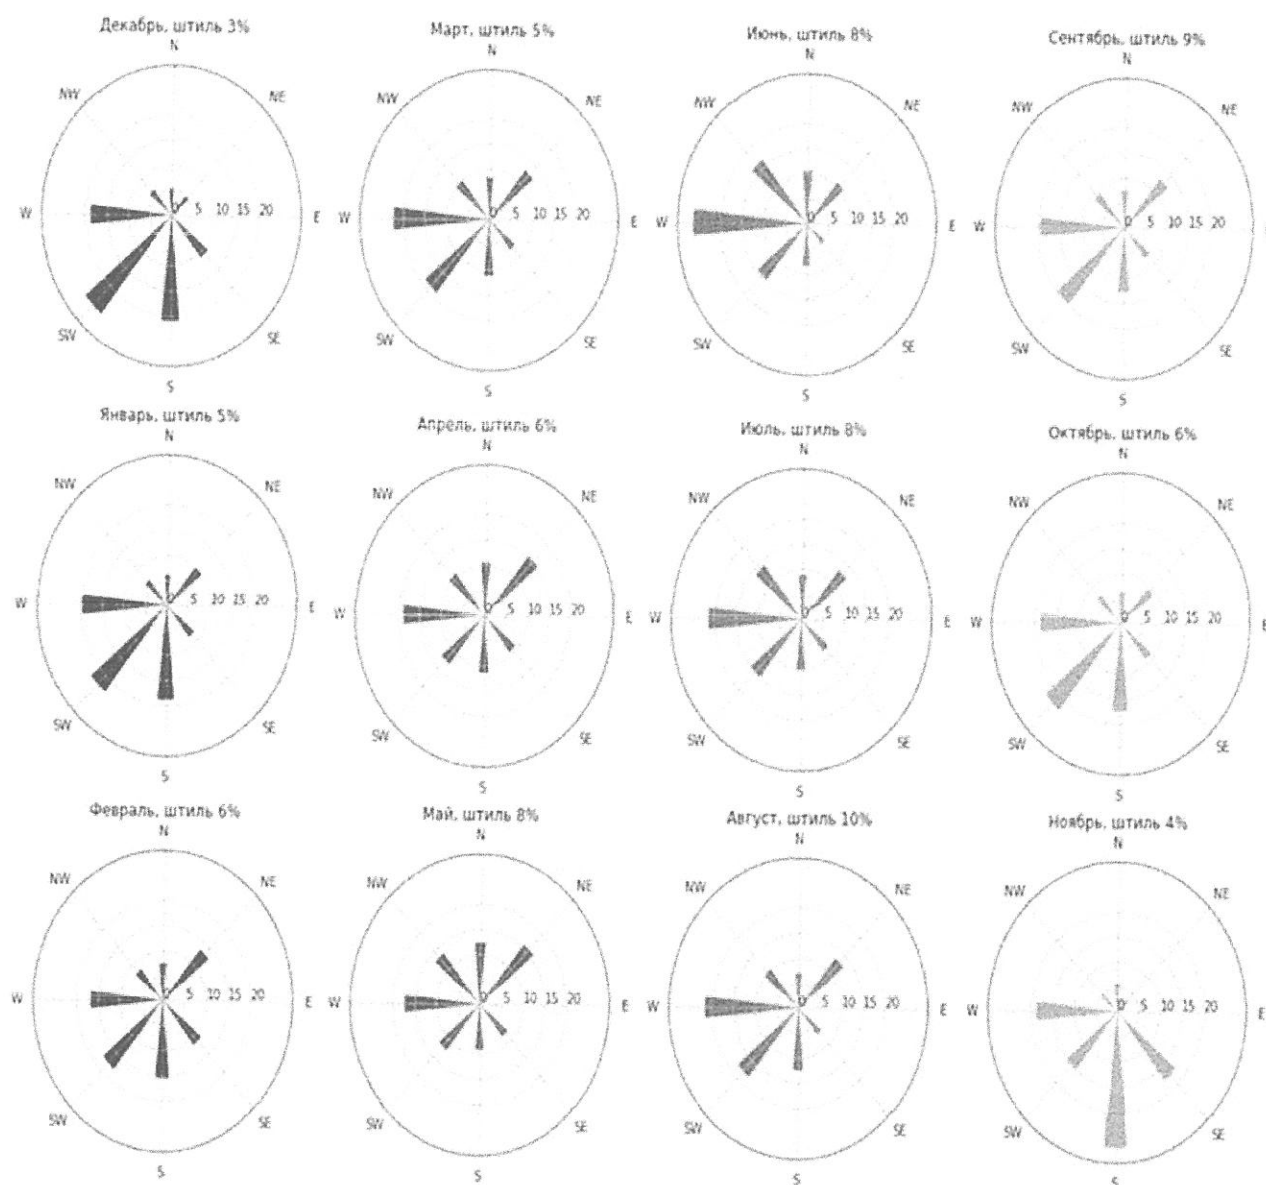 Декабрь, штиль 3%
N
NW NE
W 0 5 10 15 20 E
SW SE
S
Март, штиль 5%
N
NW NE
W 0 5 10 15 20 E
SW SE
S
Июнь, штиль 8%
N
NW NE
W 0 5 10 15 20 E
SW SE
S
Сентябрь, штиль 9%
N
NW NE
W 0 5 10 15 20
SW SE
S
Январь, штиль 5%
N
NW NE
W 0 5 10 15 20 E
SW SE
S
Апрель, штиль 6%
N
NW NE
W 0 5 10 15 20 E
SW SE
S
Июль, штиль 8%
N
NW NE
W 0 5 10 15 20 E
SW SE
S
Октябрь, штиль 6%
N
NW NE
W 0 5 10 15 20 E
SW SE
S
Февраль, штиль 6%
N
NW NE
W 0 5 10 15 20 E
SW SE
S
Май, штиль 8%
N
NW NE
W 0 5 10 15 20 E
SW SE
S
Август, штиль 10%
N
NW NE
W 0 5 10 15 20 E
SW SE
S
Ноябрь, штиль 4%
N
NW NE
W 0 5 10 15 20 E
SW SE
S